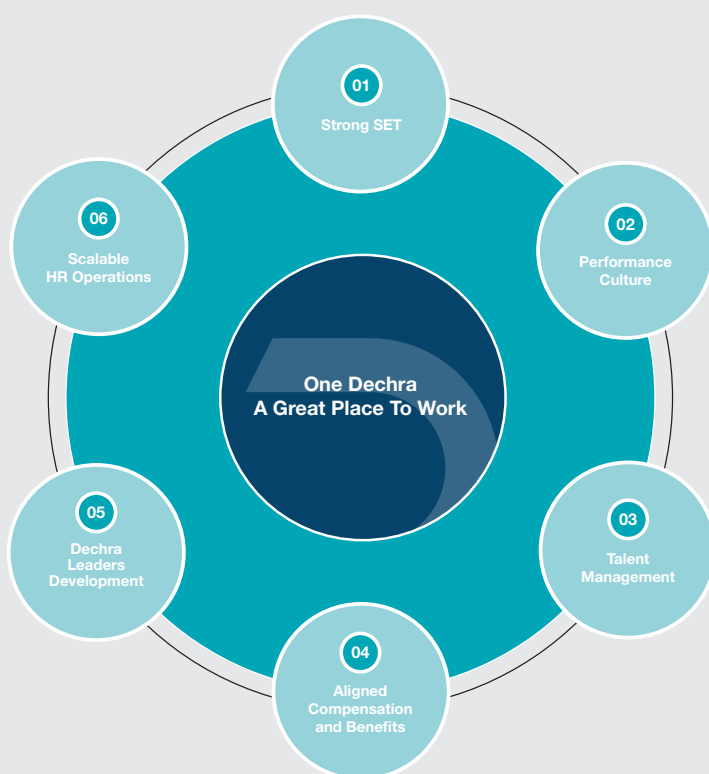 01
Strong SET
02
Performance
Culture
03
Talent
Management
04
Aligned
Compensation
and Benefits
05
Dechra
Leaders
Development
06
Scalable
HR Operations
One Dechra
A Great Place To Work